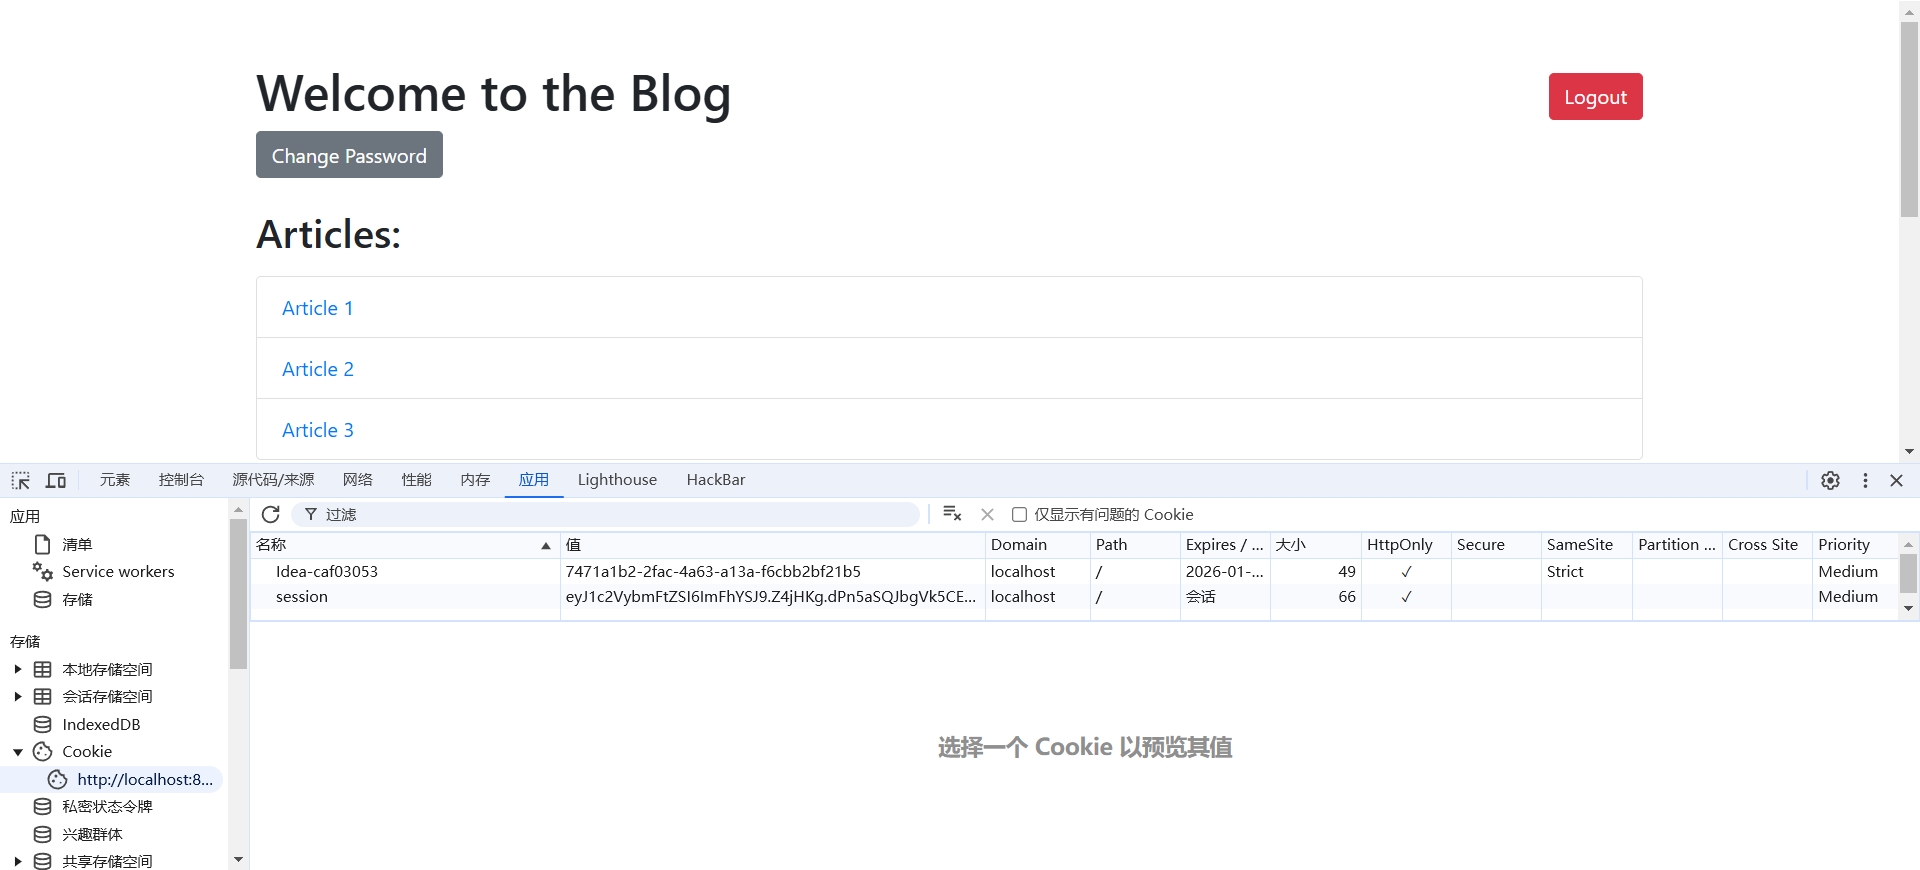 Welcome to the Blog
Logout
Change Password
Articles:
Article 1
Article 2
Article 3
元素 控制台 源代码/来源 网络 性能 内存 应用 Lighthouse HackBar
应用
清单
Service workers
存储
存储
本地存储空间
会话存储空间
IndexedDB
Cookie
http://localhost:8...
私密状态令牌
兴趣群体
共享存储空间
过滤 仅显示有问题的 Cookie
名称 值 Domain Path Expires / ... 大小 HttpOnly Secure SameSite Partition ... Cross Site Priority
Idea-caf03053 7471a1b2-2fac-4a63-a13a-f6cbb2bf21b5 localhost / 2026-01-... 49 ✓ Strict Medium
session eyJ1c2VybmFtZSI6ImFhYSJ9.Z4jHKg.dPn5aSQJbgVk5CE... localhost / 会话 66 ✓ Medium
选择一个 Cookie 以预览其值